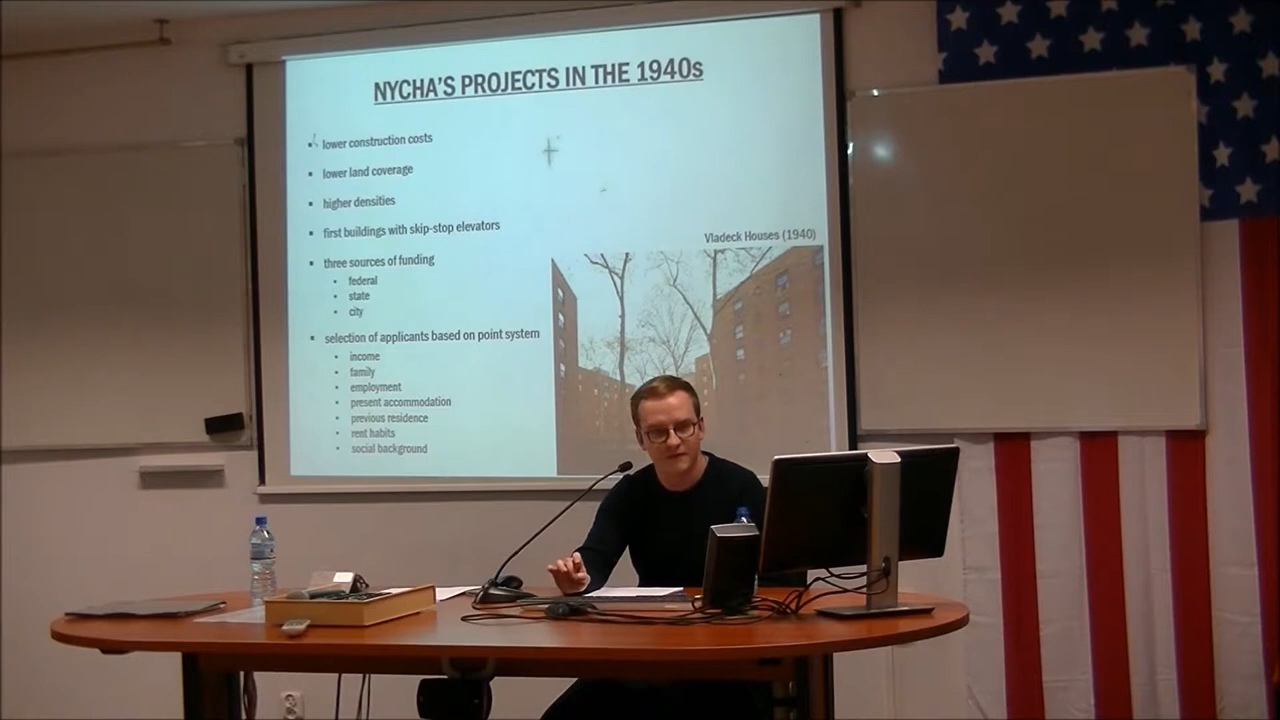 NYCHA'S PROJECTS IN THE 1940s
lower construction costs
lower land coverage
higher densities
first buildings with skip-stop elevators
three sources of funding
federal
state
city
selection of applicants based on point system
income
family
employment
present accommodation
previous residence
rent habits
social background
Vladeck Houses (1940)